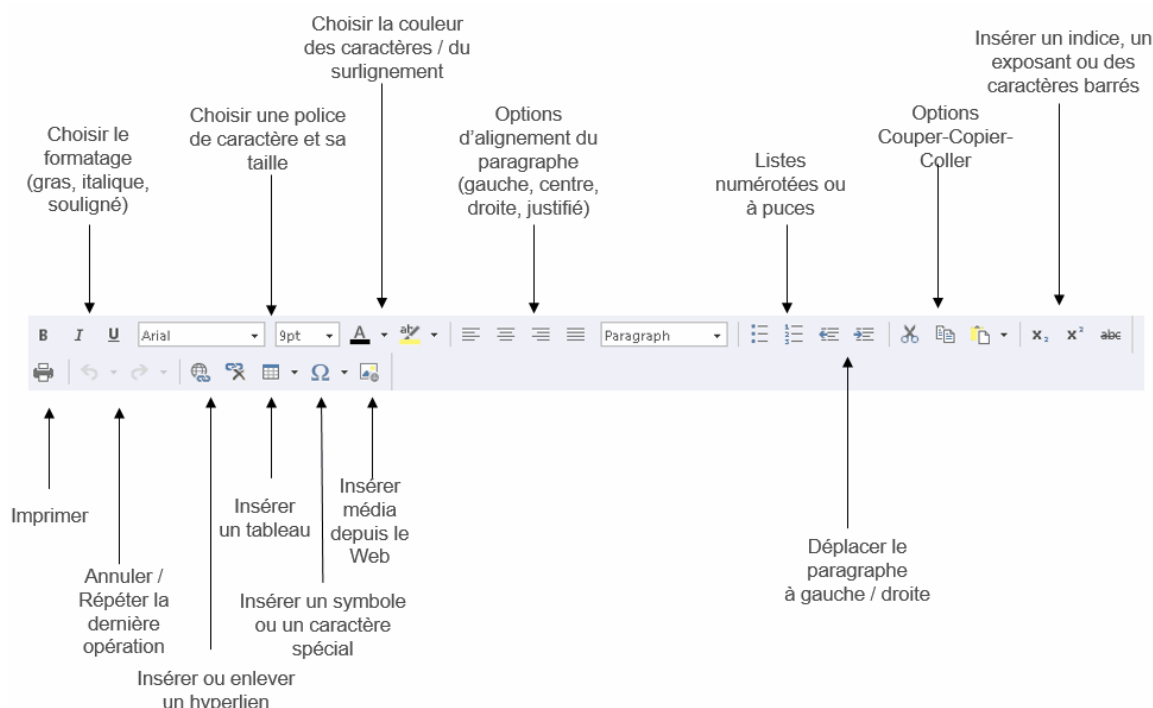 Choisir la couleur
des caractères / du
surlignement
Insérer un indice, un
exposant ou des
caractères barrés
Choisir une police
de caractère et sa
taille
Options
d'alignement du
paragraphe
(gauche, centre,
droite, justifié)
Options
Couper-Copier-
Coller
Choisir le
formatage
(gras, italique,
souligné)
Listes
numérotées ou
à puces
B I U Arial 9pt A ab Paragraph x₂ x² abc
Ω
Imprimer
Insérer
un tableau
Insérer
média
depuis le
Web
Annuler /
Répéter la
dernière
opération
Insérer un symbole
ou un caractère
spécial
Déplacer le
paragraphe
à gauche / droite
Insérer ou enlever
un hyperlien